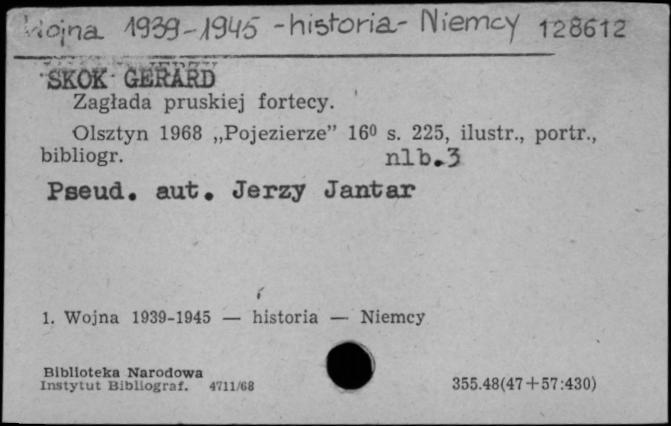 Wojna 1939-1945 -historia- Niemcy 128612
SKOK GERARD
Zagłada pruskiej fortecy.
Olsztyn 1968 „Pojezierze” 16⁰ s. 225, ilustr., portr.,
bibliogr. nlb.3
Pseud. aut. Jerzy Jantar
1. Wojna 1939-1945 — historia — Niemcy
Biblioteka Narodowa
Instytut Bibliograf. 4711/68 355.48(47+57:430)